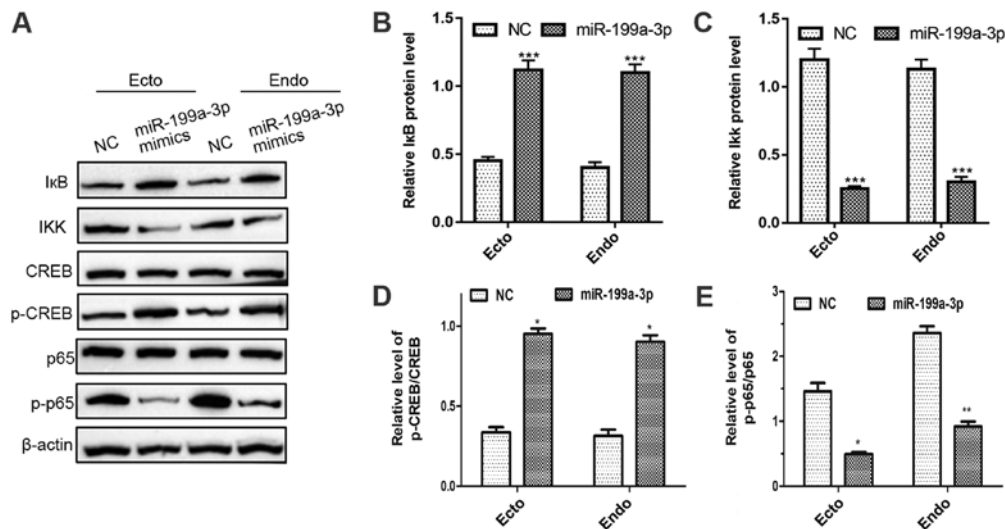 A
Ecto
Endo
NC
miR-199a-3p
mimics
NC
miR-199a-3p
mimics
IκB
IKK
CREB
p-CREB
p65
p-p65
β-actin
B
NC
miR-199a-3p
Relative IκB protein level
1.5
1.0
0.5
0.0
***
***
Ecto
Endo
C
NC
miR-199a-3p
Relative Ikk protein level
1.5
1.0
0.5
0.0
***
***
Ecto
Endo
D
NC
miR-199a-3p
Relative level of
p-CREB/CREB
1.0
0.5
0.0
*
*
Ecto
Endo
E
NC
miR-199a-3p
Relative level of
p-p65/p65
2
1
1
0
*
**
Ecto
Endo